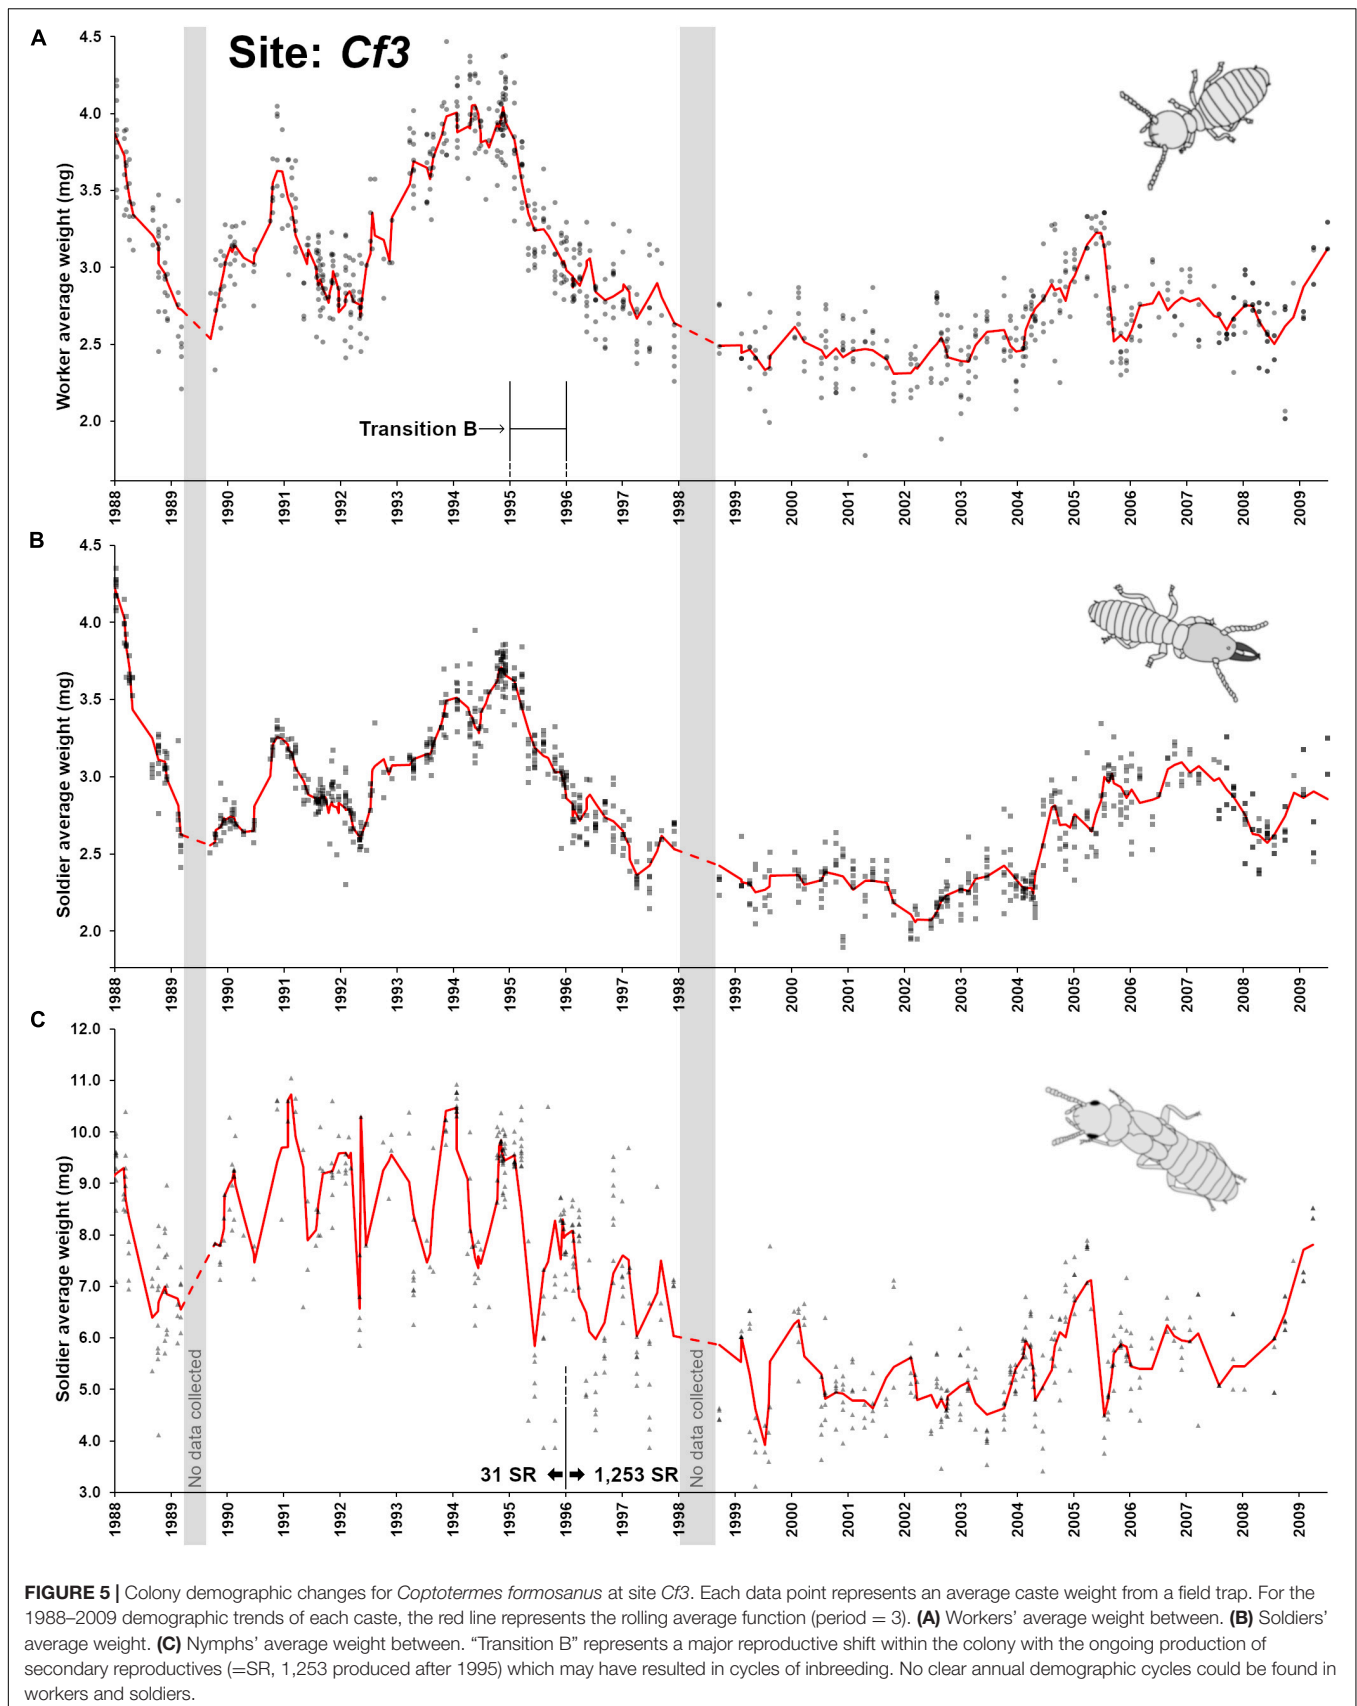 A
Site: Cf3
4.5
4.0
3.5
3.0
2.5
2.0
Worker average weight (mg)
Transition B
1988 1989 1990 1991 1992 1993 1994 1995 1996 1997 1998 1999 2000 2001 2002 2003 2004 2005 2006 2007 2008 2009
B
4.5
4.0
3.5
3.0
2.5
2.0
Soldier average weight (mg)
1988 1989 1990 1991 1992 1993 1994 1995 1996 1997 1998 1999 2000 2001 2002 2003 2004 2005 2006 2007 2008 2009
C
12.0
11.0
10.0
9.0
8.0
7.0
6.0
5.0
4.0
3.0
Soldier average weight (mg)
No data collected
31 SR
1,253 SR
No data collected
1988 1989 1990 1991 1992 1993 1994 1995 1996 1997 1998 1999 2000 2001 2002 2003 2004 2005 2006 2007 2008 2009
FIGURE 5 | Colony demographic changes for Coptotermes formosanus at site Cf3. Each data point represents an average caste weight from a field trap. For the
1988–2009 demographic trends of each caste, the red line represents the rolling average function (period = 3). (A) Workers' average weight between. (B) Soldiers'
average weight. (C) Nymphs' average weight between. "Transition B" represents a major reproductive shift within the colony with the ongoing production of
secondary reproductives (=SR, 1,253 produced after 1995) which may have resulted in cycles of inbreeding. No clear annual demographic cycles could be found in
workers and soldiers.